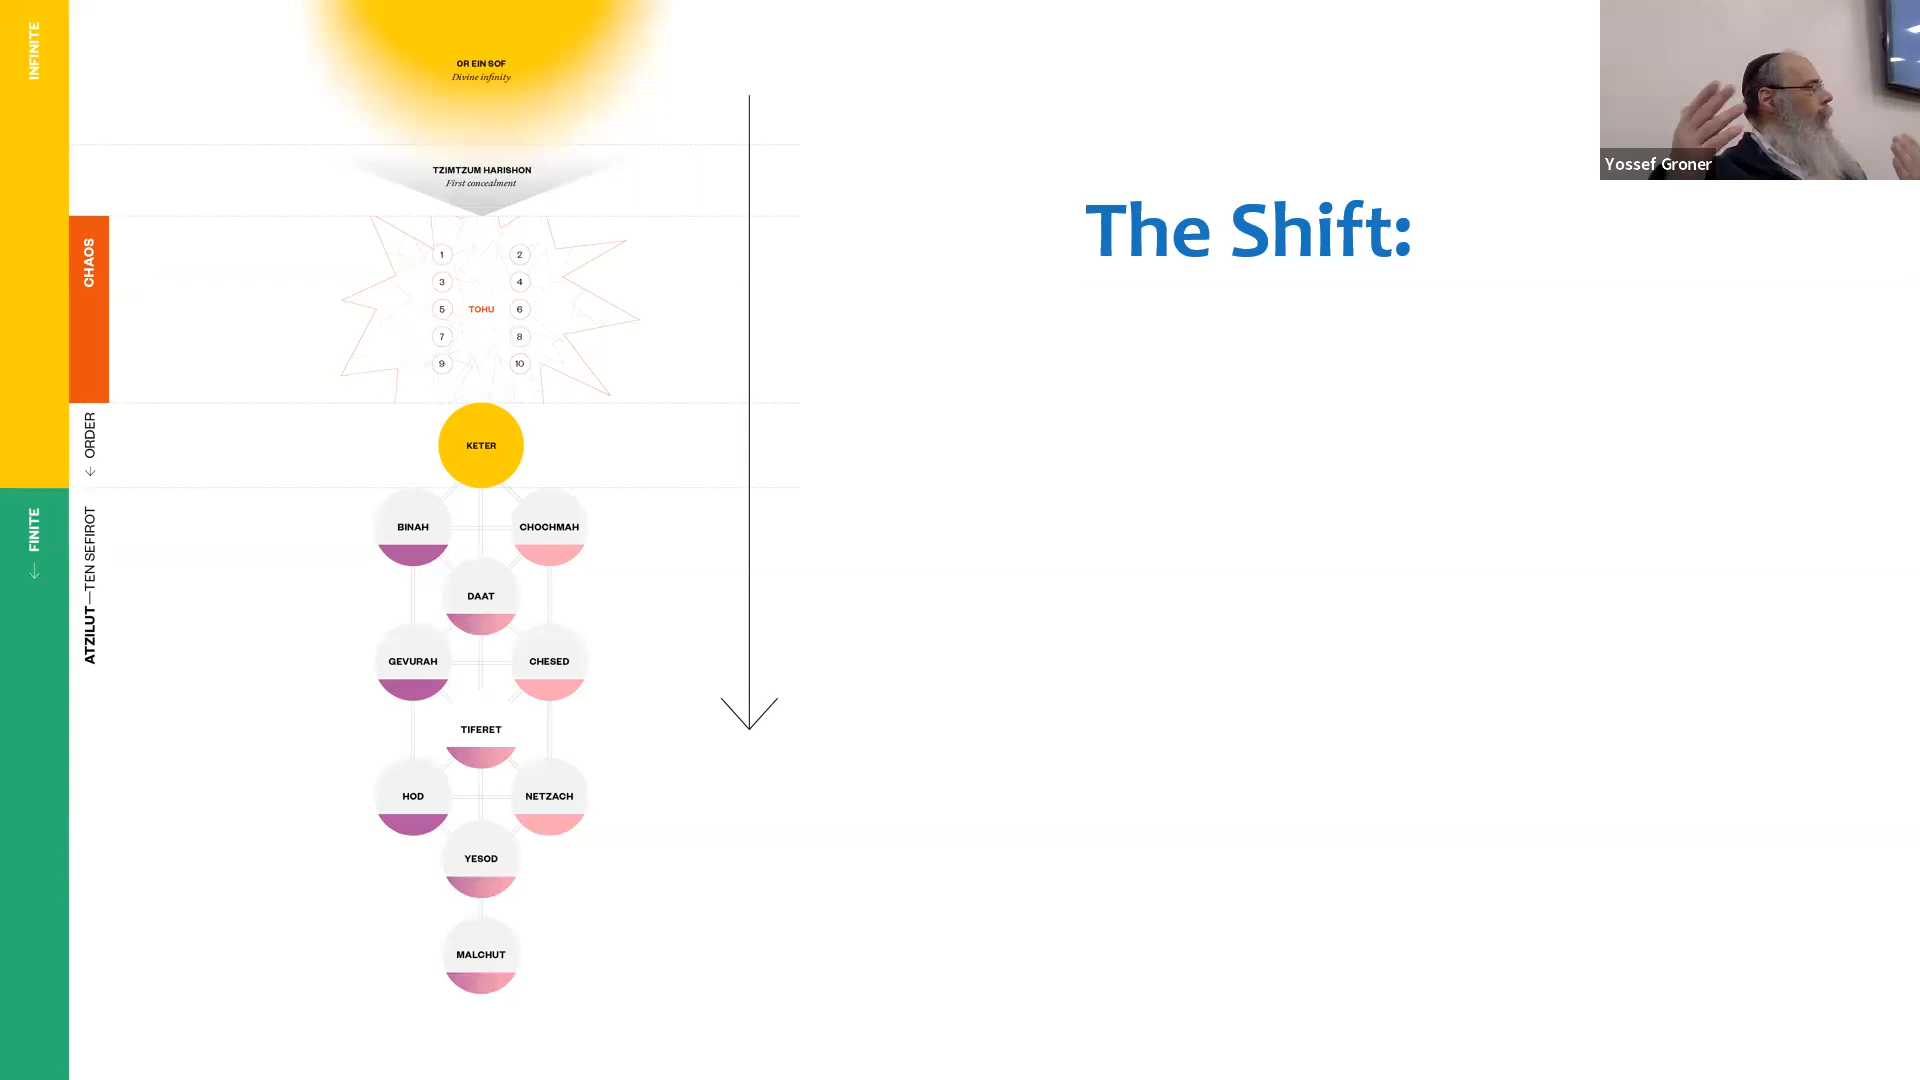 INFINITE
OR EIN SOF
Divine infinity
TZIMTZUM HARISHON
First concealment
CHAOS
1
2
3
4
5
TOHU
6
7
8
9
10
← ORDER
KETER
← FINITE
ATZILUT—TEN SEFIROT
BINAH
CHOCHMAH
DAAT
GEVURAH
CHESED
TIFERET
HOD
NETZACH
YESOD
MALCHUT
The Shift:
Yossef Groner